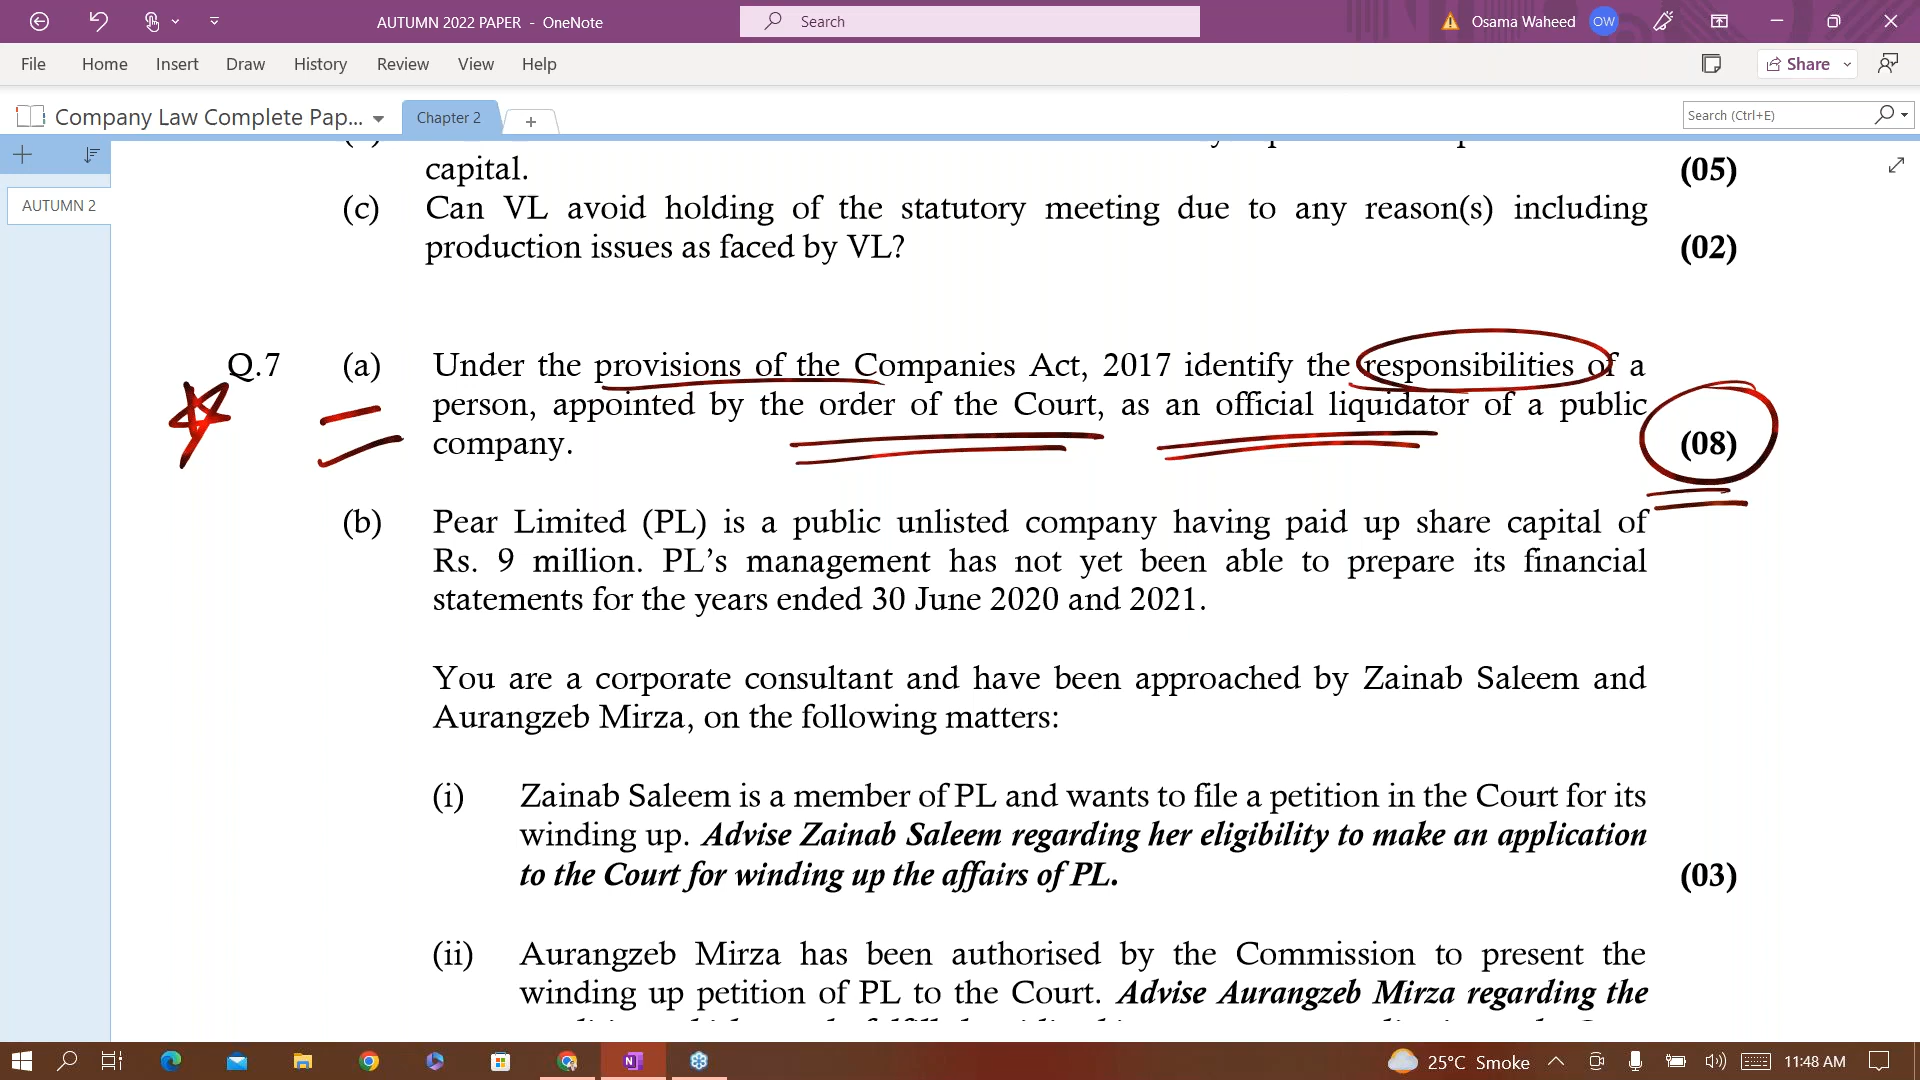 AUTUMN 2022 PAPER - OneNote
Search
Osama Waheed
OW
File Home Insert Draw History Review View Help
Share
Company Law Complete Pap...
Chapter 2
Search (Ctrl+E)
AUTUMN 2
capital. (05)
(c) Can VL avoid holding of the statutory meeting due to any reason(s) including
production issues as faced by VL? (02)
Q.7 (a) Under the provisions of the Companies Act, 2017 identify the responsibilities of a
person, appointed by the order of the Court, as an official liquidator of a public
company. (08)
(b) Pear Limited (PL) is a public unlisted company having paid up share capital of
Rs. 9 million. PL's management has not yet been able to prepare its financial
statements for the years ended 30 June 2020 and 2021.
You are a corporate consultant and have been approached by Zainab Saleem and
Aurangzeb Mirza, on the following matters:
(i) Zainab Saleem is a member of PL and wants to file a petition in the Court for its
winding up. Advise Zainab Saleem regarding her eligibility to make an application
to the Court for winding up the affairs of PL. (03)
(ii) Aurangzeb Mirza has been authorised by the Commission to present the
winding up petition of PL to the Court. Advise Aurangzeb Mirza regarding the
25°C Smoke
11:48 AM